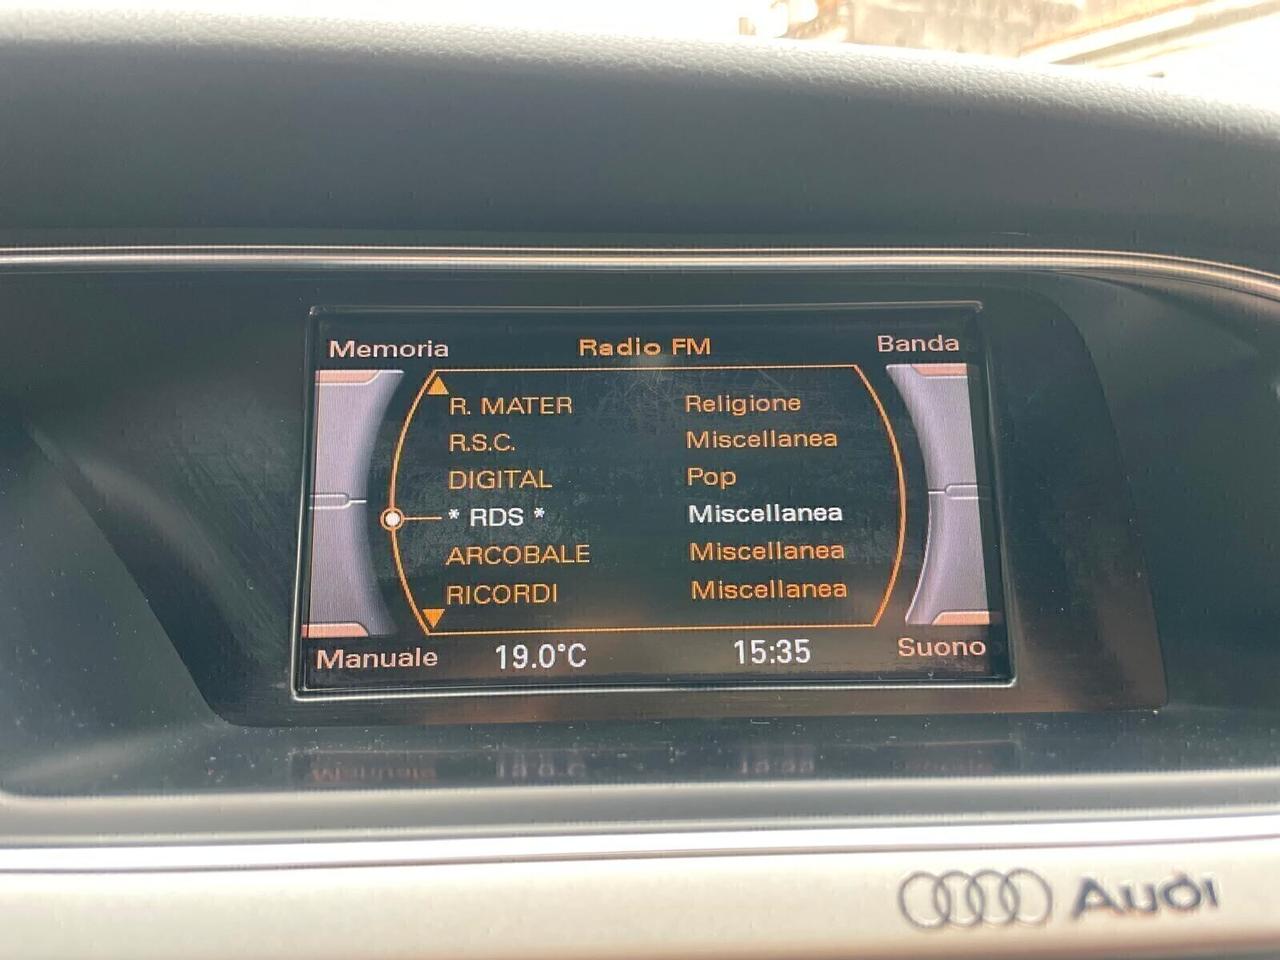 Memoria Radio FM Banda
R. MATER Religione
R.S.C. Miscellanea
DIGITAL Pop
* RDS * Miscellanea
ARCOBALE Miscellanea
RICORDI Miscellanea
Manuale 19.0°C 15:35 Suono
Audi